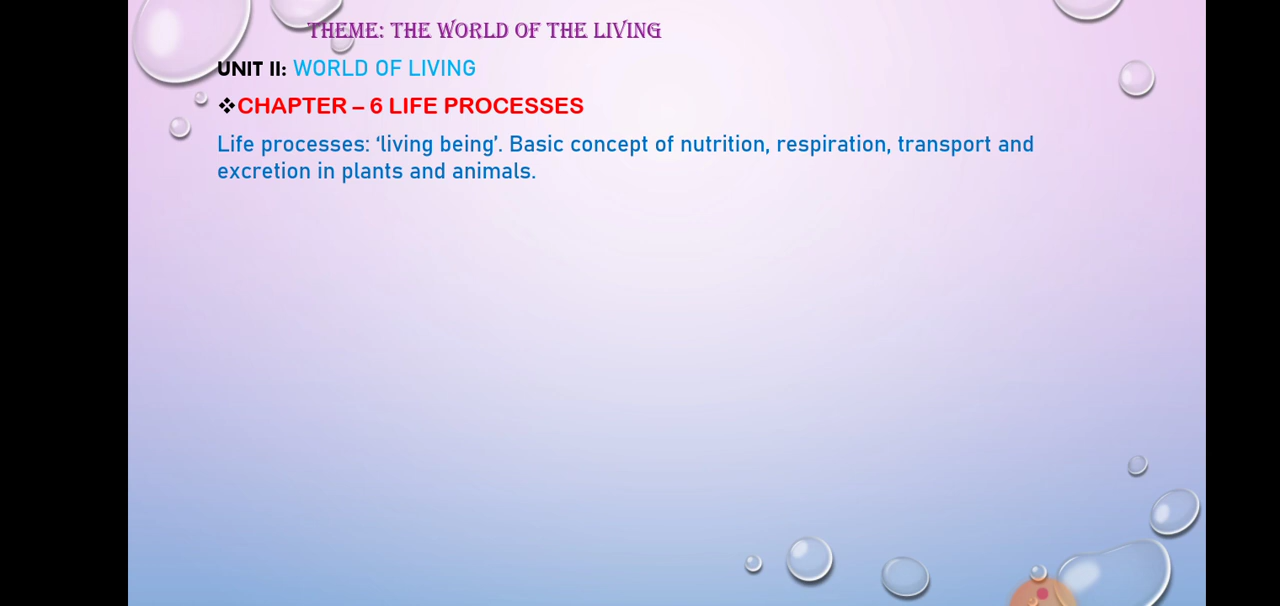 THEME: THE WORLD OF THE LIVING
UNIT II: WORLD OF LIVING
❖CHAPTER – 6 LIFE PROCESSES
Life processes: ‘living being’. Basic concept of nutrition, respiration, transport and
excretion in plants and animals.